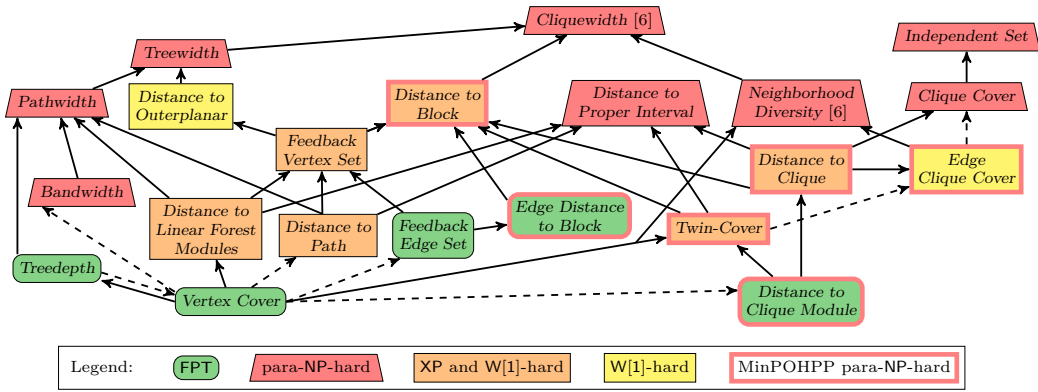 Cliquewidth [6]
Independent Set
Treewidth
Pathwidth
Distance to
Outerplanar
Distance to
Block
Distance to
Proper Interval
Neighborhood
Diversity [6]
Clique Cover
Feedback
Vertex Set
Distance to
Clique
Edge
Clique Cover
Bandwidth
Distance to
Linear Forest
Modules
Distance to
Path
Feedback
Edge Set
Edge Distance
to Block
Twin-Cover
Treedepth
Vertex Cover
Distance to
Clique Module
Legend:
FPT
para-NP-hard
XP and W[1]-hard
W[1]-hard
MinPOHPP para-NP-hard